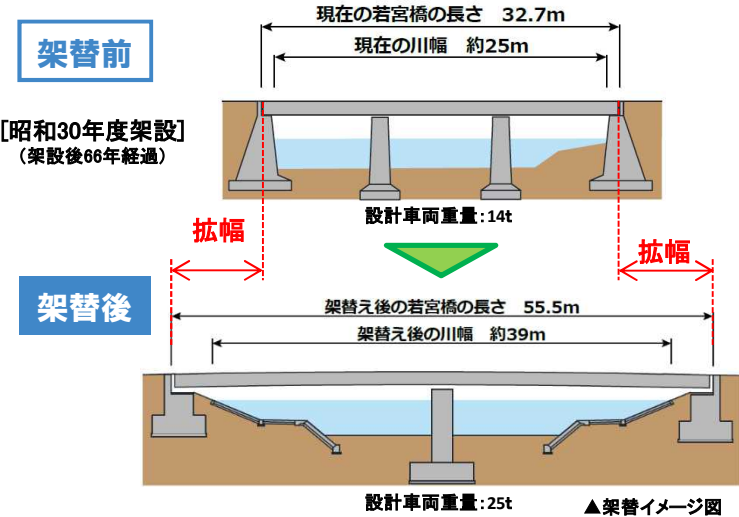 現在の若宮橋の長さ 32.7m
架替前
現在の川幅 約25m
[昭和30年度架設]
（架設後66年経過）
設計車両重量：14t
拡幅
拡幅
架替後
架替え後の若宮橋の長さ 55.5m
架替え後の川幅 約39m
設計車両重量：25t
▲架替イメージ図